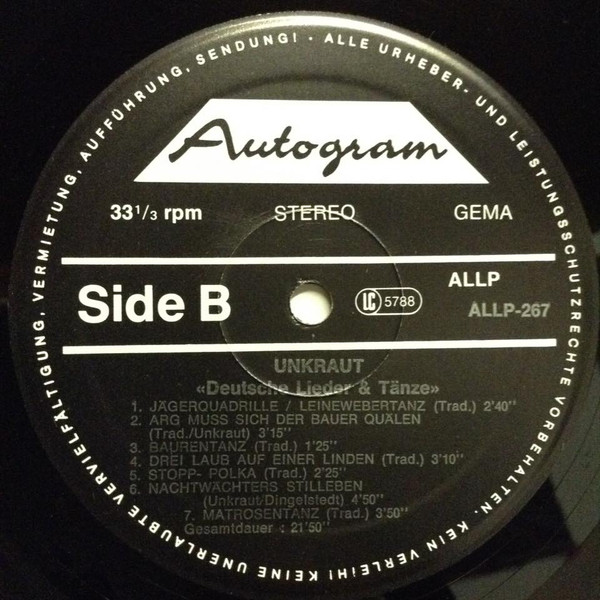 KEINE UNERLAUBTE VERVIELFÄLTIGUNG, VERMIETUNG, AUFFÜHRUNG, SENDUNG! · ALLE URHEBER- UND LEISTUNGSSCHUTZRECHTE VORBEHALTEN. KEIN VERLEIH!
Autogram
33 1/3 rpm STEREO GEMA
Side B LC 5788 ALLP
ALLP-267
UNKRAUT
«Deutsche Lieder & Tänze»
1. JÄGERQUADRILLE / LEINEWEBERTANZ (Trad.) 2'40''
2. ARG MUSS SICH DER BAUER QUÄLEN
(Trad./Unkraut) 3'15''
3. BAURENTANZ (Trad.) 1'25''
4. DREI LAUB AUF EINER LINDEN (Trad.) 3'10''
5. STOPP- POLKA (Trad.) 2'25''
6. NACHTWÄCHTERS STILLEBEN
(Unkraut/Dingelstedt) 4'50''
7. MATROSENTANZ (Trad.) 3'50''
Gesamtdauer : 21'50''